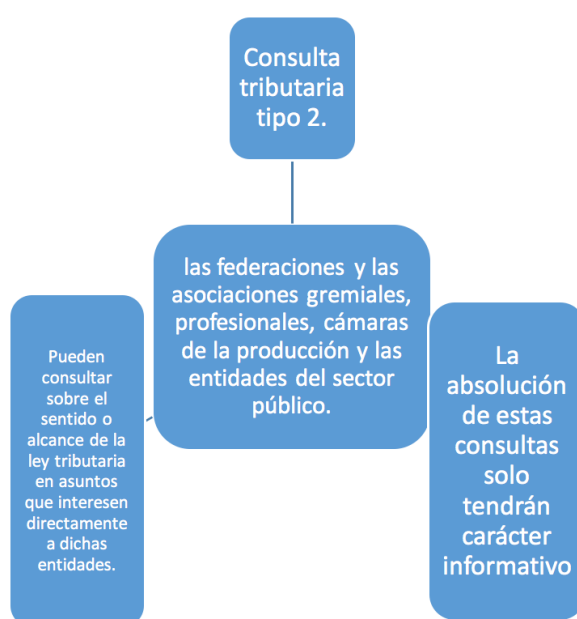 Consulta
tributaria
tipo 2.
las federaciones y las
asociaciones gremiales,
profesionales, cámaras
de la producción y las
entidades del sector
público.
Pueden
consultar
sobre el
sentido o
alcance de la
ley tributaria
en asuntos
que interesen
directamente
a dichas
entidades.
La
absolución
de estas
consultas
solo
tendrán
carácter
informativo